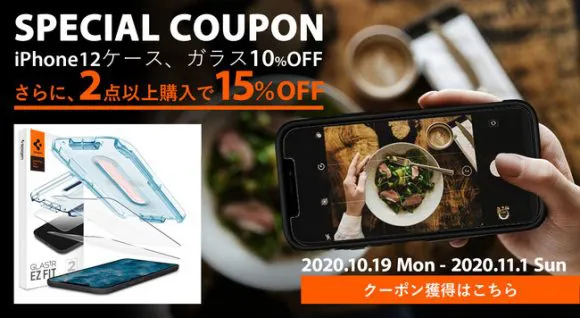 SPECIAL COUPON
iPhone12ケース、ガラス10%OFF
さらに、2点以上購入で15%OFF
spigen
GLAS.tR
EZ FIT
2
2020.10.19 Mon - 2020.11.1 Sun
クーポン獲得はこちら